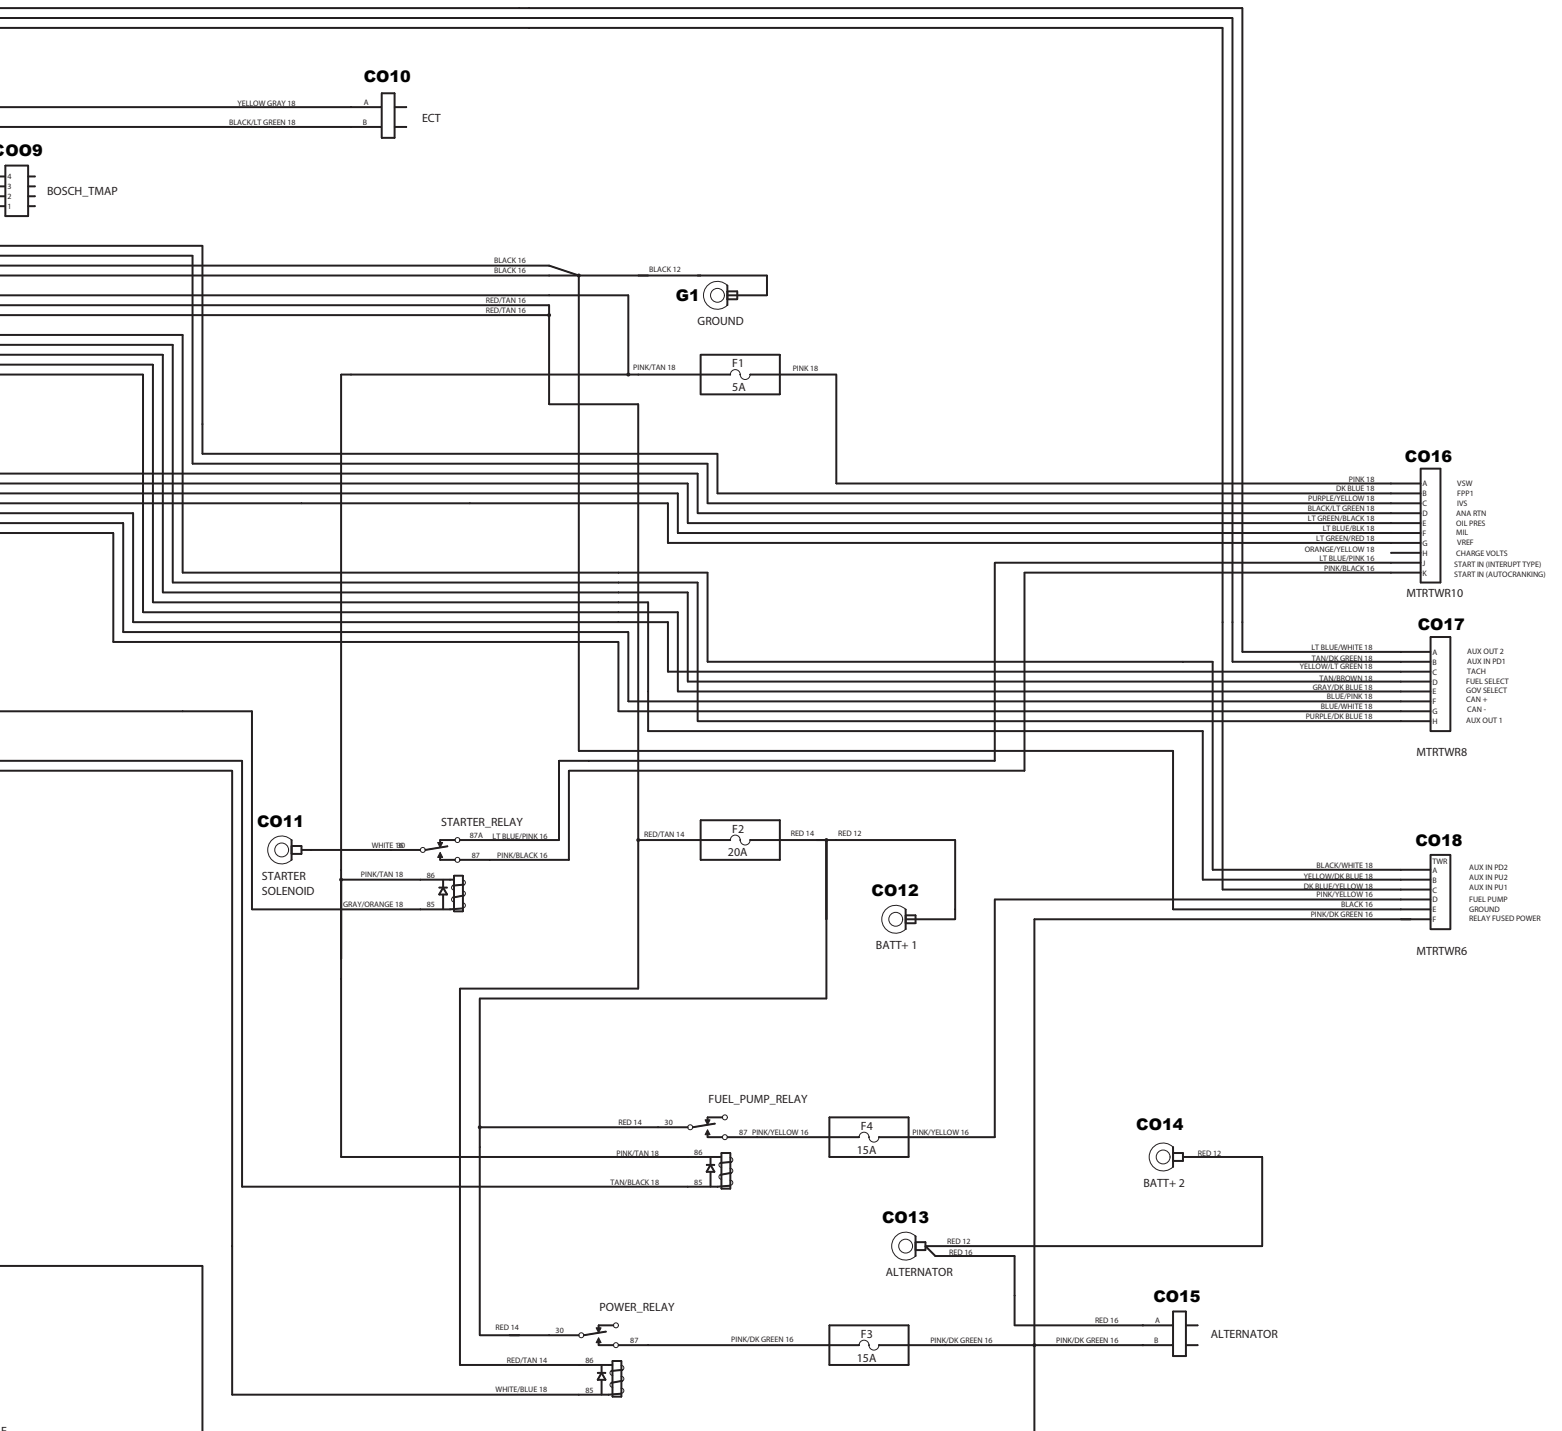 CO10
YELLOW GRAY 18 A
BLACK/LT GREEN 18 B
ECT
COO9
4
3
2
1
BOSCH_TMAP
BLACK 16
BLACK 16
BLACK 12
G1
GROUND
RED/TAN 16
RED/TAN 16
PINK/TAN 18
F1
5A
PINK 18
CO16
PINK 18 A VSW
DK BLUE 18 B FPP1
PURPLE/YELLOW 18 C IVS
BLACK/LT GREEN 18 D ANA RTN
LT GREEN/BLACK 18 E OIL PRES
LT BLUE/BLK 18 F MIL
LT GREEN/RED 18 G VREF
ORANGE/YELLOW 18 H CHARGE VOLTS
LT BLUE/PINK 16 J START IN (INTERUPT TYPE)
PINK/BLACK 16 K START IN (AUTOCRANKING)
MTRTWR10
CO17
LT BLUE/WHITE 18 A AUX OUT 2
TAN/DK GREEN 18 B AUX IN PD1
YELLOW/LT GREEN 18 C TACH
TAN/BROWN 18 D FUEL SELECT
GRAY/DK BLUE 18 E GOV SELECT
BLUE/PINK 18 F CAN +
BLUE/WHITE 18 G CAN -
PURPLE/DK BLUE 18 H AUX OUT 1
MTRTWR8
CO11
STARTER
SOLENOID
STARTER_RELAY
87A LT BLUE/PINK 16
WHITE 16 30
87 PINK/BLACK 16
PINK/TAN 18 86
GRAY/ORANGE 18 85
RED/TAN 14
F2
20A
RED 14
RED 12
CO12
BATT+ 1
CO18
TWR
BLACK/WHITE 18 A AUX IN PD2
YELLOW/DK BLUE 18 B AUX IN PU2
DK BLUE/YELLOW 18 C AUX IN PU1
PINK/YELLOW 16 D FUEL PUMP
BLACK 16 E GROUND
PINK/DK GREEN 16 F RELAY FUSED POWER
MTRTWR6
FUEL_PUMP_RELAY
RED 14 30
87 PINK/YELLOW 16
F4
15A
PINK/YELLOW 16
PINK/TAN 18 86
TAN/BLACK 18 85
CO14
RED 12
BATT+ 2
CO13
RED 12
RED 16
ALTERNATOR
CO15
RED 16 A
PINK/DK GREEN 16 B
ALTERNATOR
POWER_RELAY
RED 14 30
87 PINK/DK GREEN 16
F3
15A
PINK/DK GREEN 16
RED/TAN 14 86
WHITE/BLUE 18 85